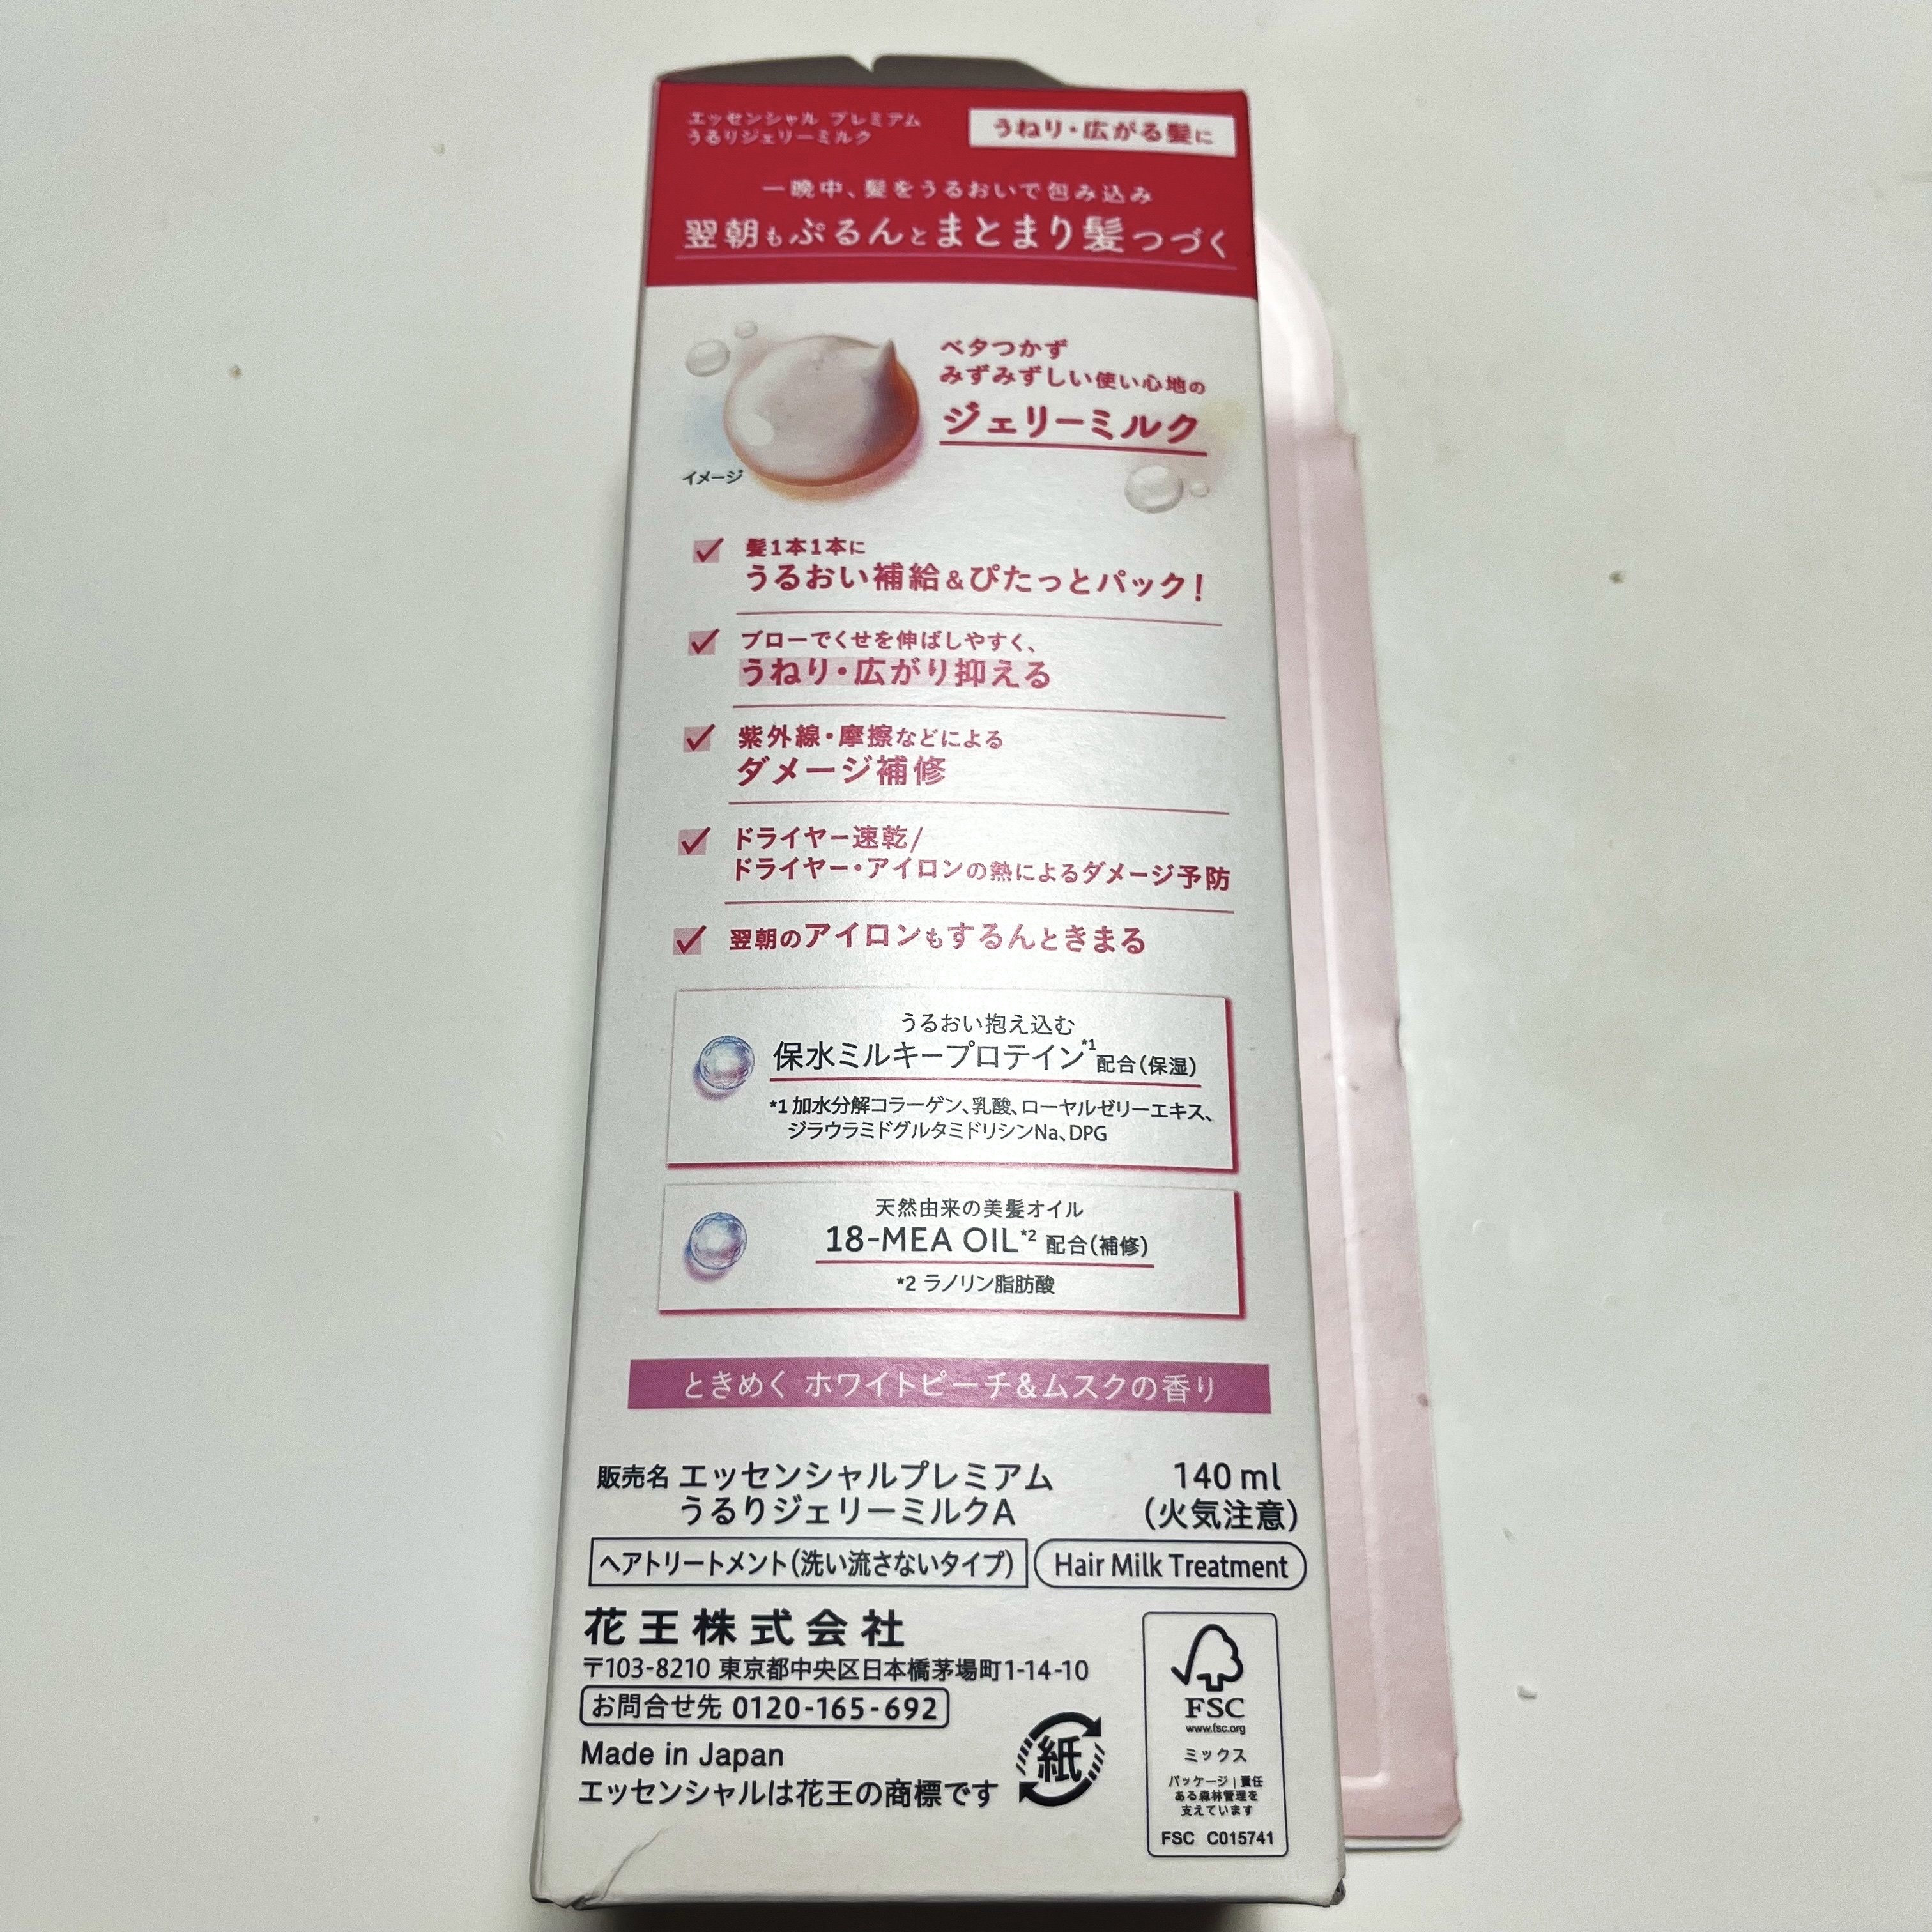 エッセンシャル プレミアム
うるりジェリーミルク
うねり・広がる髪に
一晩中、髪をうるおいで包み込み
翌朝もぷるんとまとまり髪つづく
ベタつかず
みずみずしい使い心地の
ジェリーミルク
イメージ
髪1本1本に
うるおい補給&ぴたっとパック!
ブローでくせを伸ばしやすく、
うねり・広がり抑える
紫外線・摩擦などによる
ダメージ補修
ドライヤー速乾/
ドライヤー・アイロンの熱によるダメージ予防
翌朝のアイロンもするんときまる
うるおい抱え込む
保水ミルキープロテイン*1配合(保湿)
*1 加水分解コラーゲン、乳酸、ローヤルゼリーエキス、
ジラウラミドグルタミドリシンNa、DPG
天然由来の美髪オイル
18-MEA OIL*2 配合(補修)
*2 ラノリン脂肪酸
ときめく ホワイトピーチ&ムスクの香り
販売名 エッセンシャルプレミアム
うるりジェリーミルクA
140 ml
(火気注意)
ヘアトリートメント(洗い流さないタイプ)
Hair Milk Treatment
花王株式会社
〒103-8210 東京都中央区日本橋茅場町1-14-10
お問合せ先 0120-165-692
Made in Japan
エッセンシャルは花王の商標です
紙
FSC
www.fsc.org
ミックス
パッケージ|責任
ある森林管理を
支えています
FSC C015741